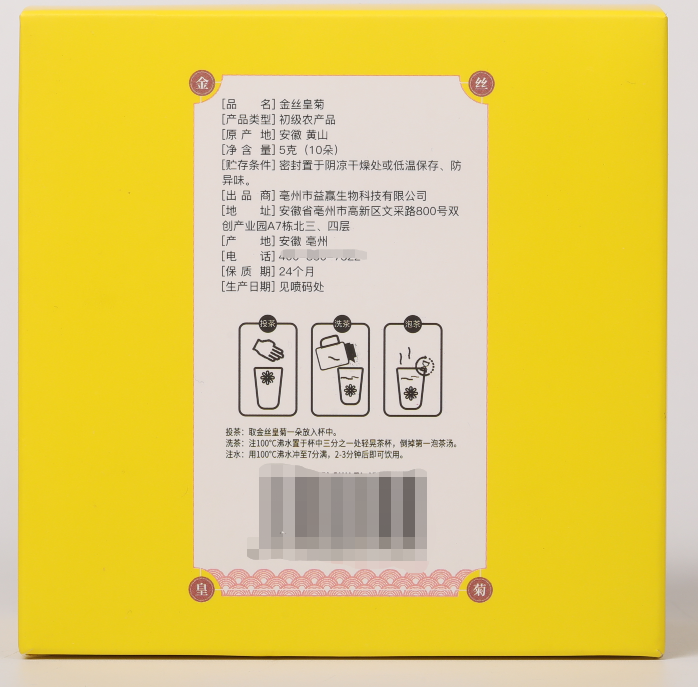 金 丝
[品 名] 金丝皇菊
[产品类型] 初级农产品
[原 产 地] 安徽 黄山
[净 含 量] 5克（10朵）
[贮存条件] 密封置于阴凉干燥处或低温保存、防
异味。
[出 品 商] 亳州市益赢生物科技有限公司
[地 址] 安徽省亳州市高新区文采路800号双
创产业园A7栋北三、四层
[产 地] 安徽 亳州
[电 话]
[保 质 期] 24个月
[生产日期] 见喷码处
投茶 洗茶 泡茶
投茶：取金丝皇菊一朵放入杯中。
洗茶：注100℃沸水置于杯中三分之一处轻晃茶杯，倒掉第一泡茶汤。
注水：用100℃沸水冲至7分满，2-3分钟后即可饮用。
皇 菊